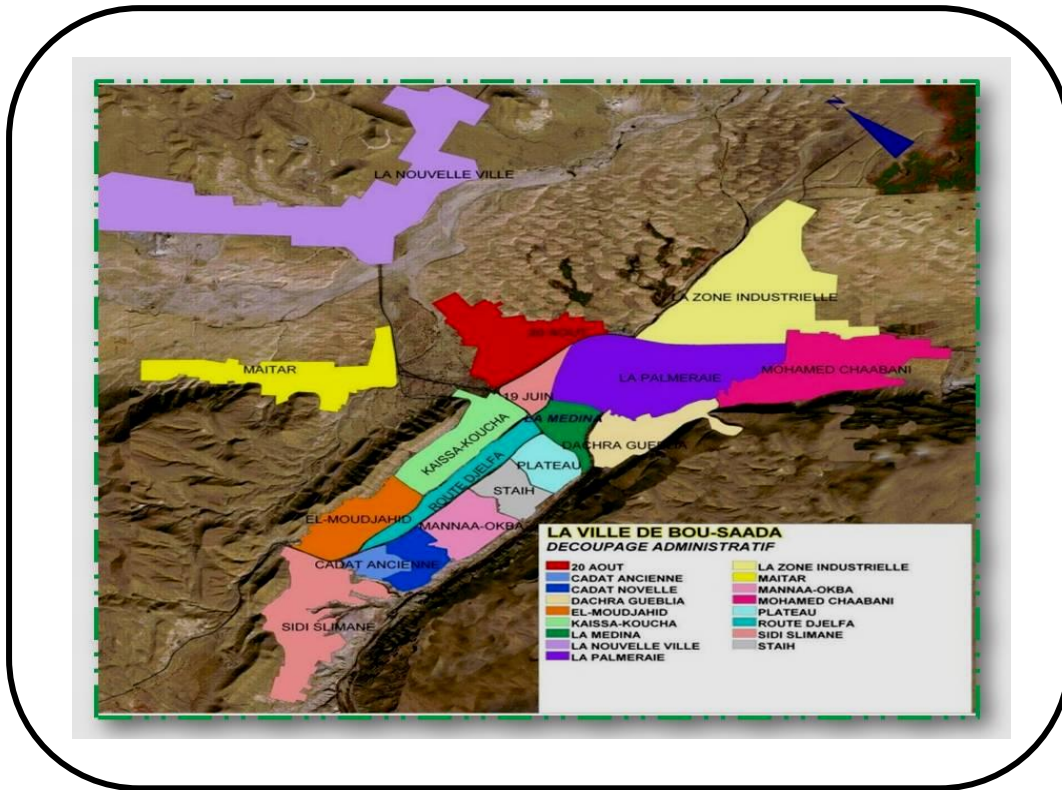 N
LA NOUVELLE VILLE
LA ZONE INDUSTRIELLE
20 AOUT
MAITAR
LA PALMERAIE
MOHAMED CHAABANI
19 JUIN
LA MEDINA
KAISSA-KOUCHA
DACHRA GUEBLIA
ROUTE DJELFA
PLATEAU
STAIH
EL-MOUDJAHID
MANNAA-OKBA
CADAT ANCIENNE
SIDI SLIMANE
LA VILLE DE BOU-SAADA
DECOUPAGE ADMINISTRATIF
20 AOUT
CADAT ANCIENNE
CADAT NOVELLE
DACHRA GUEBLIA
EL-MOUDJAHID
KAISSA-KOUCHA
LA MEDINA
LA NOUVELLE VILLE
LA PALMERAIE
LA ZONE INDUSTRIELLE
MAITAR
MANNAA-OKBA
MOHAMED CHAABANI
PLATEAU
ROUTE DJELFA
SIDI SLIMANE
STAIH